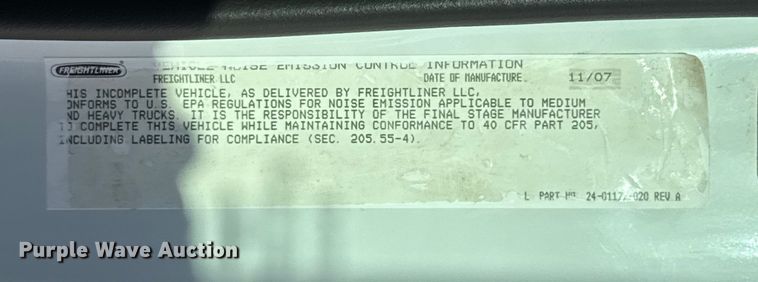 FREIGHTLINER
VEHICLE NOISE EMISSION CONTROL INFORMATION
FREIGHTLINER LLC DATE OF MANUFACTURE 11/07
HIS INCOMPLETE VEHICLE, AS DELIVERED BY FREIGHTLINER LLC,
ONFORMS TO U.S. EPA REGULATIONS FOR NOISE EMISSION APPLICABLE TO MEDIUM
ND HEAVY TRUCKS. IT IS THE RESPONSIBILITY OF THE FINAL STAGE MANUFACTURER
TO COMPLETE THIS VEHICLE WHILE MAINTAINING CONFORMANCE TO 40 CFR PART 205,
INCLUDING LABELING FOR COMPLIANCE (SEC. 205.55-4).
L PART NO. REV A
Purple Wave Auction